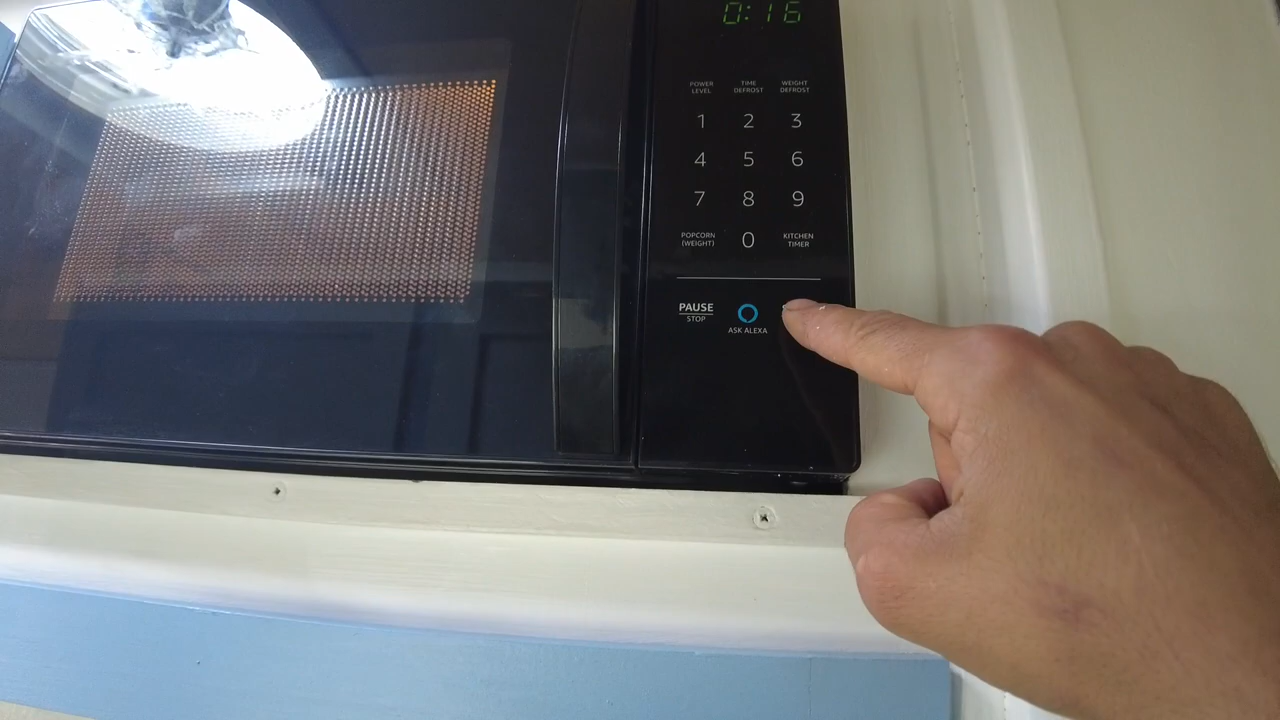 0:16
POWER LEVEL
TIME DEFROST
WEIGHT DEFROST
1 2 3
4 5 6
7 8 9
POPCORN (WEIGHT)
0
KITCHEN TIMER
PAUSE
STOP
ASK ALEXA